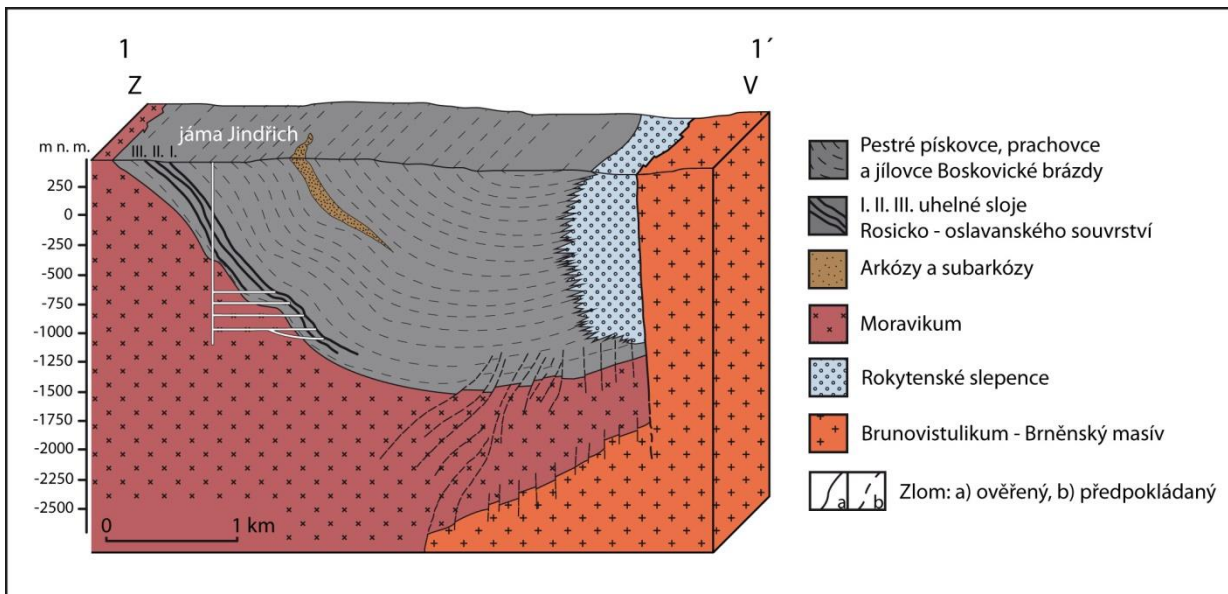 1
1´
Z
V
m n. m.
III. II. I.
jáma Jindřich
250
0
-250
-500
-750
-1000
-1250
-1500
-1750
-2000
-2250
-2500
0 1 km
Pestré pískovce, prachovce
a jílovce Boskovické brázdy
I. II. III. uhelné sloje
Rosicko - oslavanského souvrství
Arkózy a subarkózy
Moravikum
Rokytenské slepence
Brunovistulikum - Brněnský masív
a b
Zlom: a) ověřený, b) předpokládaný